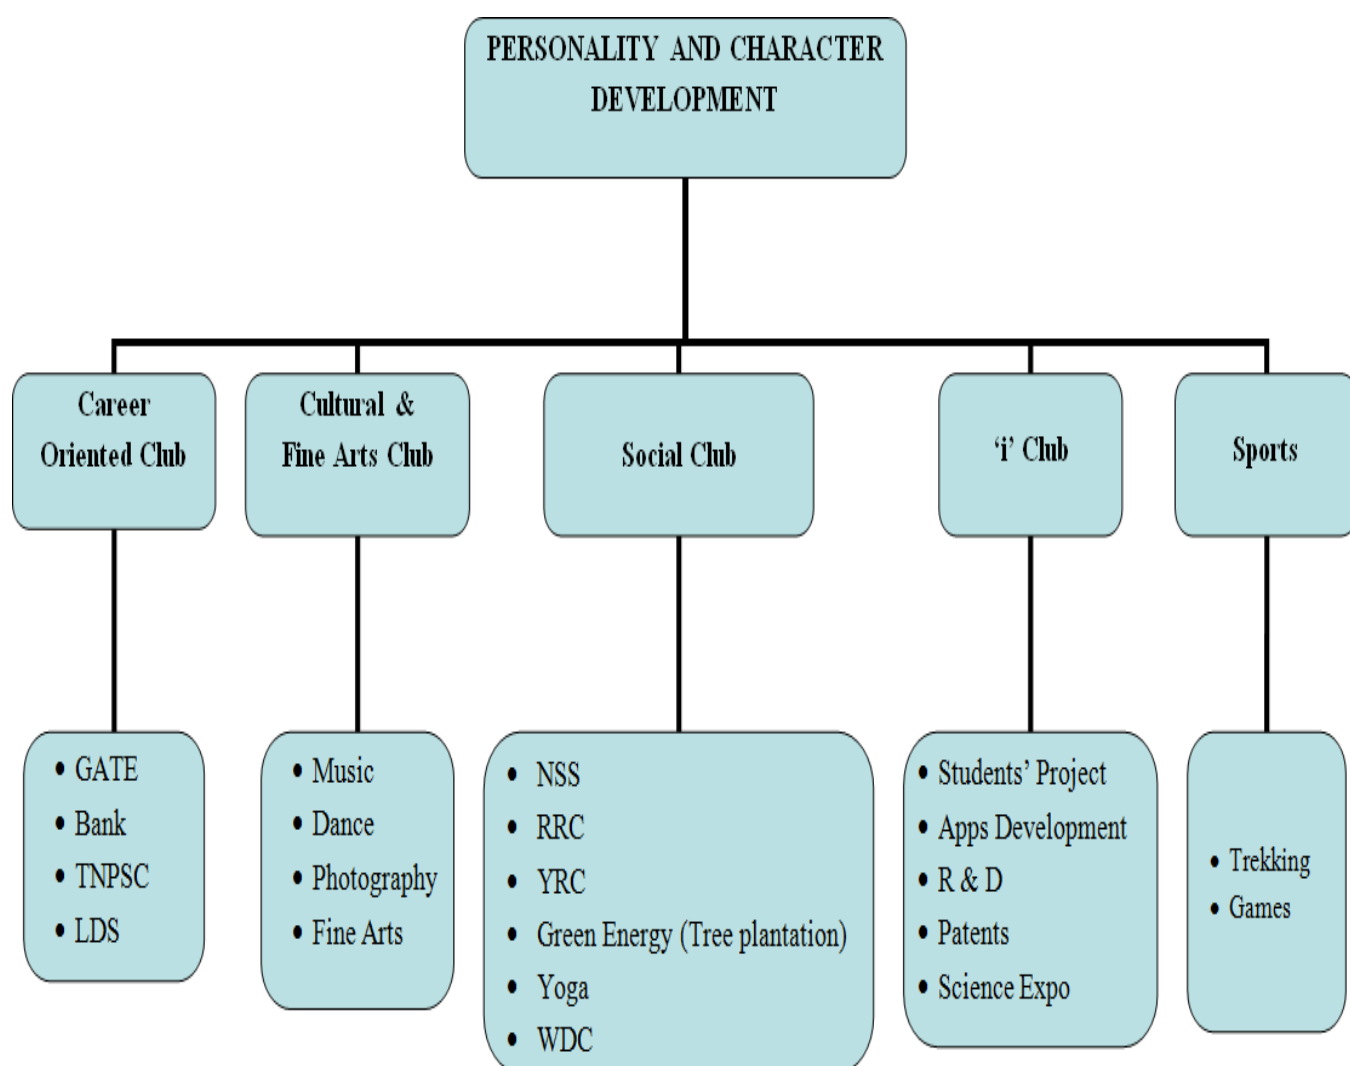 PERSONALITY AND CHARACTER
DEVELOPMENT
Career
Oriented Club
Cultural &
Fine Arts Club
Social Club
‘i’ Club
Sports
• GATE
• Bank
• TNPSC
• LDS
• Music
• Dance
• Photography
• Fine Arts
• NSS
• RRC
• YRC
• Green Energy (Tree plantation)
• Yoga
• WDC
• Students’ Project
• Apps Development
• R & D
• Patents
• Science Expo
• Trekking
• Games